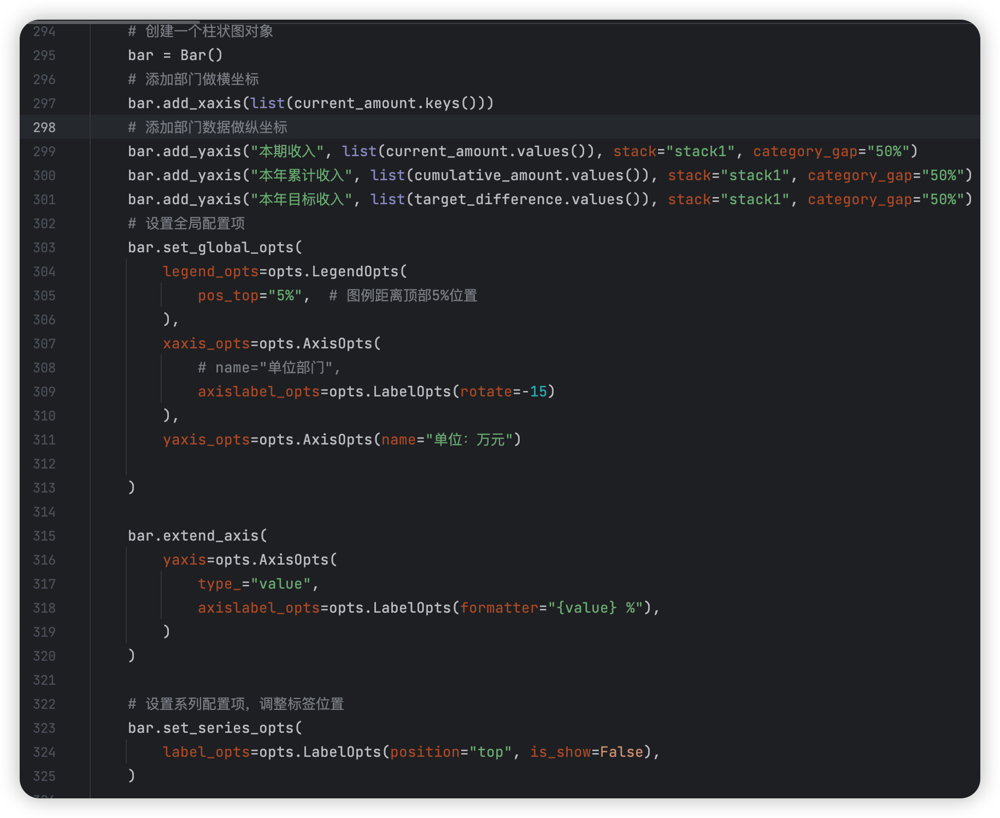 294 # 创建一个柱状图对象
295 bar = Bar()
296 # 添加部门做横坐标
297 bar.add_xaxis(list(current_amount.keys()))
298 # 添加部门数据做纵坐标
299 bar.add_yaxis("本期收入", list(current_amount.values()), stack="stack1", category_gap="50%")
300 bar.add_yaxis("本年累计收入", list(cumulative_amount.values()), stack="stack1", category_gap="50%")
301 bar.add_yaxis("本年目标收入", list(target_difference.values()), stack="stack1", category_gap="50%")
302 # 设置全局配置项
303 bar.set_global_opts(
304 legend_opts=opts.LegendOpts(
305 pos_top="5%", # 图例距离顶部5%位置
306 ),
307 xaxis_opts=opts.AxisOpts(
308 # name="单位部门",
309 axislabel_opts=opts.LabelOpts(rotate=-15)
310 ),
311 yaxis_opts=opts.AxisOpts(name="单位：万元")
312
313 )
314
315 bar.extend_axis(
316 yaxis=opts.AxisOpts(
317 type_="value",
318 axislabel_opts=opts.LabelOpts(formatter="{value} %"),
319 )
320 )
321
322 # 设置系列配置项，调整标签位置
323 bar.set_series_opts(
324 label_opts=opts.LabelOpts(position="top", is_show=False),
325 )